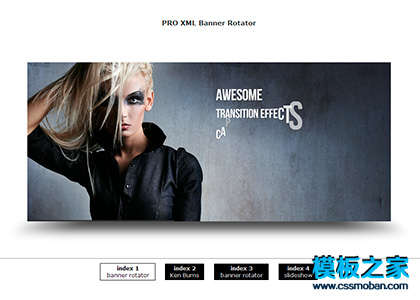 PRO XML Banner Rotator
AWESOME
TRANSITION EFFECTS
CA
index 1
banner rotator
index 2
Ken Burns
index 3
banner rotator
index 4
slideshow
模板之家
www.cssmoban.com